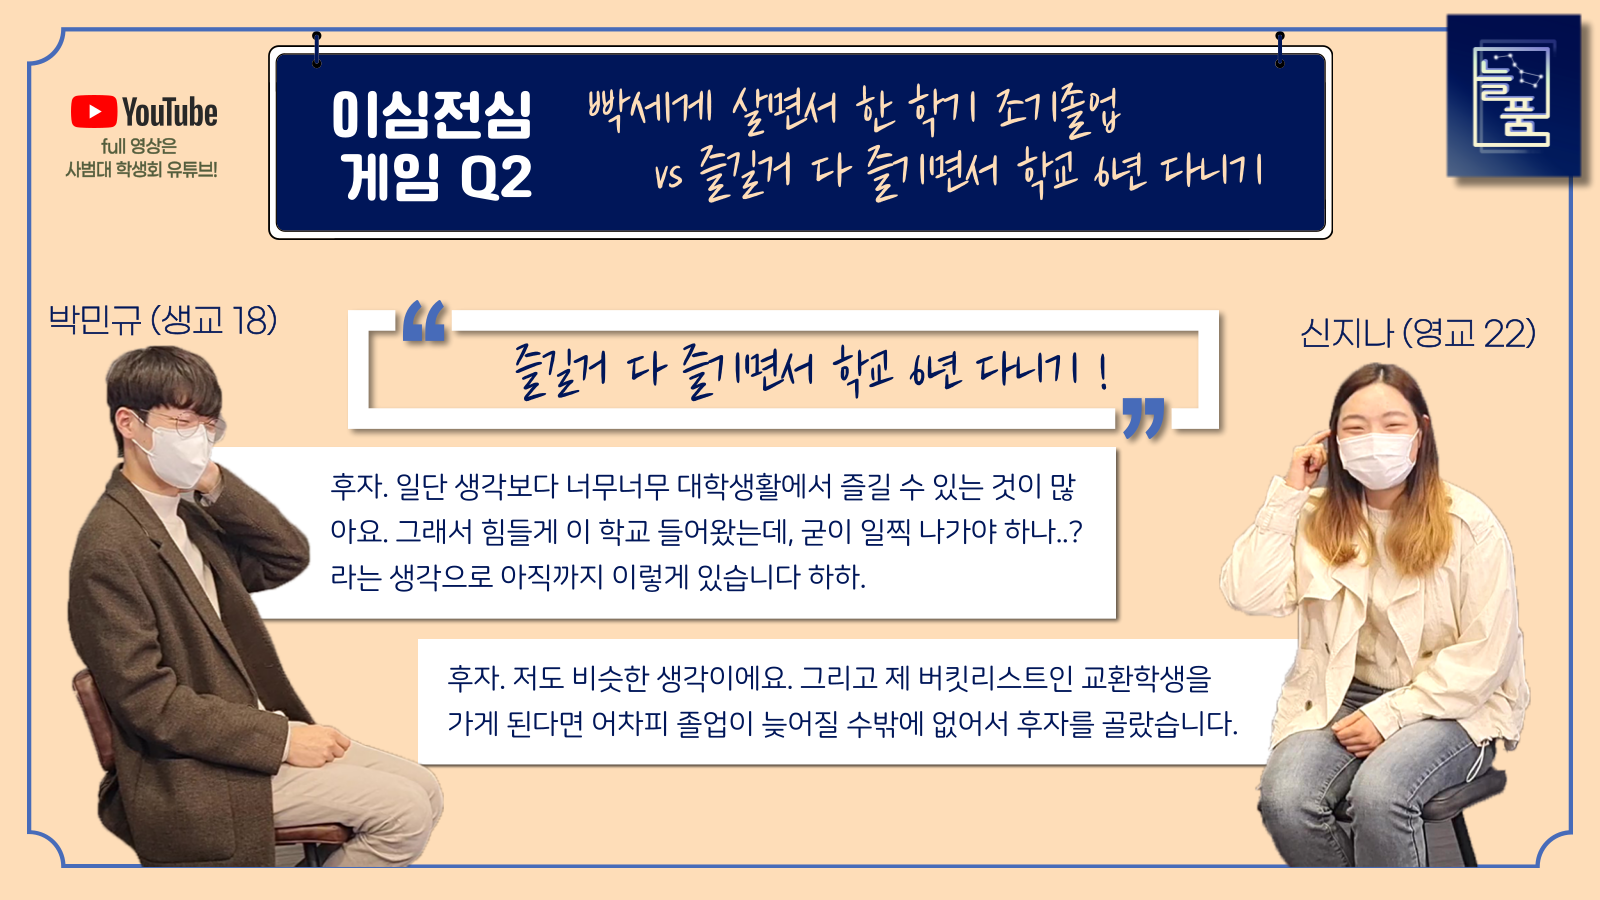 YouTube
full 영상은
사범대 학생회 유튜브!
이심전심
게임 Q2
빡세게 살면서 한 학기 조기졸업
vs 즐길거 다 즐기면서 학교 6년 다니기
늘품
박민규 (생교 18)
신지나 (영교 22)
“
즐길거 다 즐기면서 학교 6년 다니기 !
”
후자. 일단 생각보다 너무너무 대학생활에서 즐길 수 있는 것이 많
아요. 그래서 힘들게 이 학교 들어왔는데, 굳이 일찍 나가야 하나..?
라는 생각으로 아직까지 이렇게 있습니다 하하.
후자. 저도 비슷한 생각이에요. 그리고 제 버킷리스트인 교환학생을
가게 된다면 어차피 졸업이 늦어질 수밖에 없어서 후자를 골랐습니다.